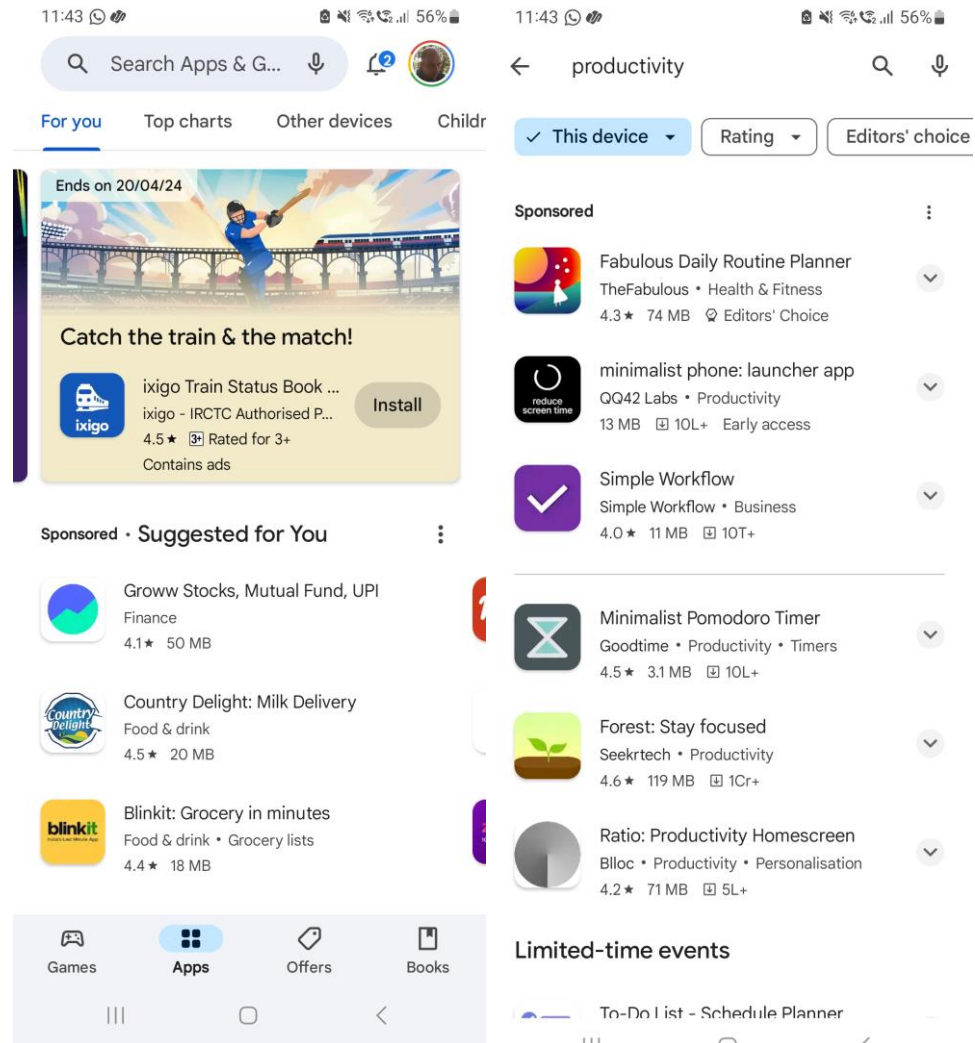 11:43
56%
Search Apps & G...
2
For you Top charts Other devices Childr
Ends on 20/04/24
Catch the train & the match!
ixigo
ixigo Train Status Book ...
ixigo - IRCTC Authorised P...
4.5★ 3+ Rated for 3+
Contains ads
Install
Sponsored • Suggested for You
Groww Stocks, Mutual Fund, UPI
Finance
4.1★ 50 MB
Country Delight
Country Delight: Milk Delivery
Food & drink
4.5★ 20 MB
blinkit
Blinkit: Grocery in minutes
Food & drink • Grocery lists
4.4★ 18 MB
Games Apps Offers Books
11:43
56%
productivity
This device Rating Editors' choice
Sponsored
Fabulous Daily Routine Planner
TheFabulous • Health & Fitness
4.3★ 74 MB Editors' Choice
reduce
screen time
minimalist phone: launcher app
QQ42 Labs • Productivity
13 MB 10L+ Early access
Simple Workflow
Simple Workflow • Business
4.0★ 11 MB 10T+
Minimalist Pomodoro Timer
Goodtime • Productivity • Timers
4.5★ 3.1 MB 10L+
Forest: Stay focused
Seekrtech • Productivity
4.6★ 119 MB 1Cr+
Ratio: Productivity Homescreen
Blloc • Productivity • Personalisation
4.2★ 71 MB 5L+
Limited-time events
To-Do List - Schedule Planner